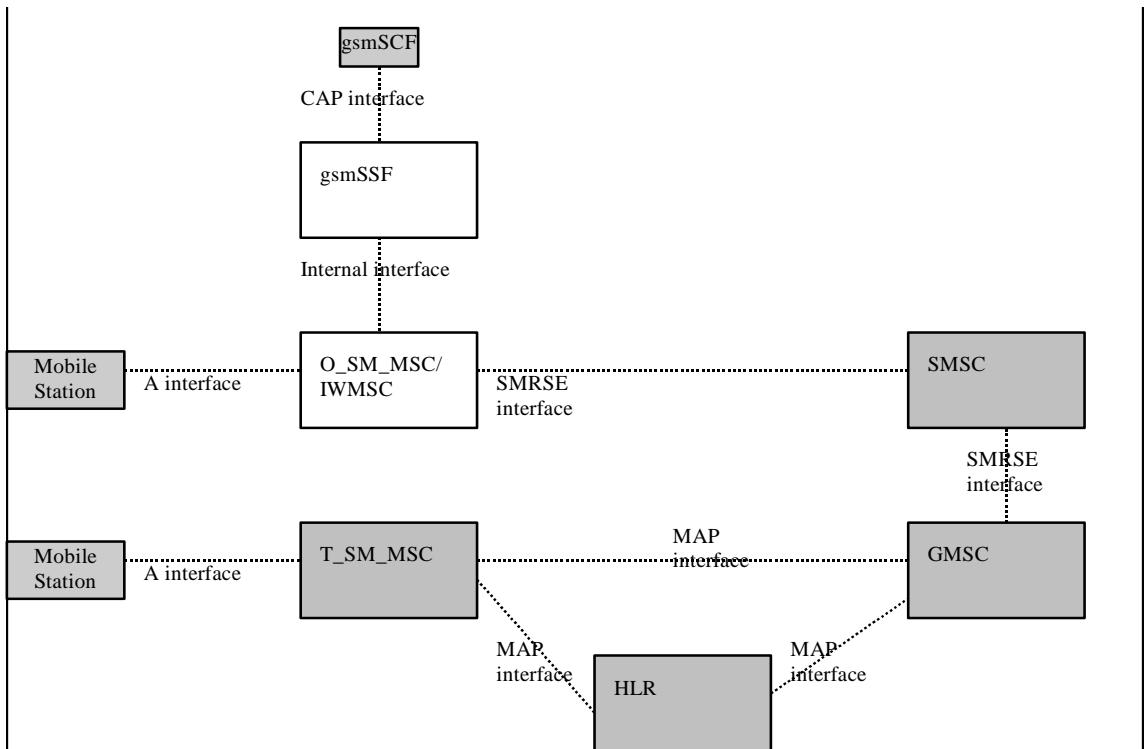 gsmSCF
CAP interface
gsmSSF
Internal interface
Mobile
Station
A interface
O_SM_MSC/
IWMSC
SMRSE
interface
SMSC
SMRSE
interface
Mobile
Station
A interface
T_SM_MSC
MAP
interface
GMSC
MAP
interface
HLR
MAP
interface